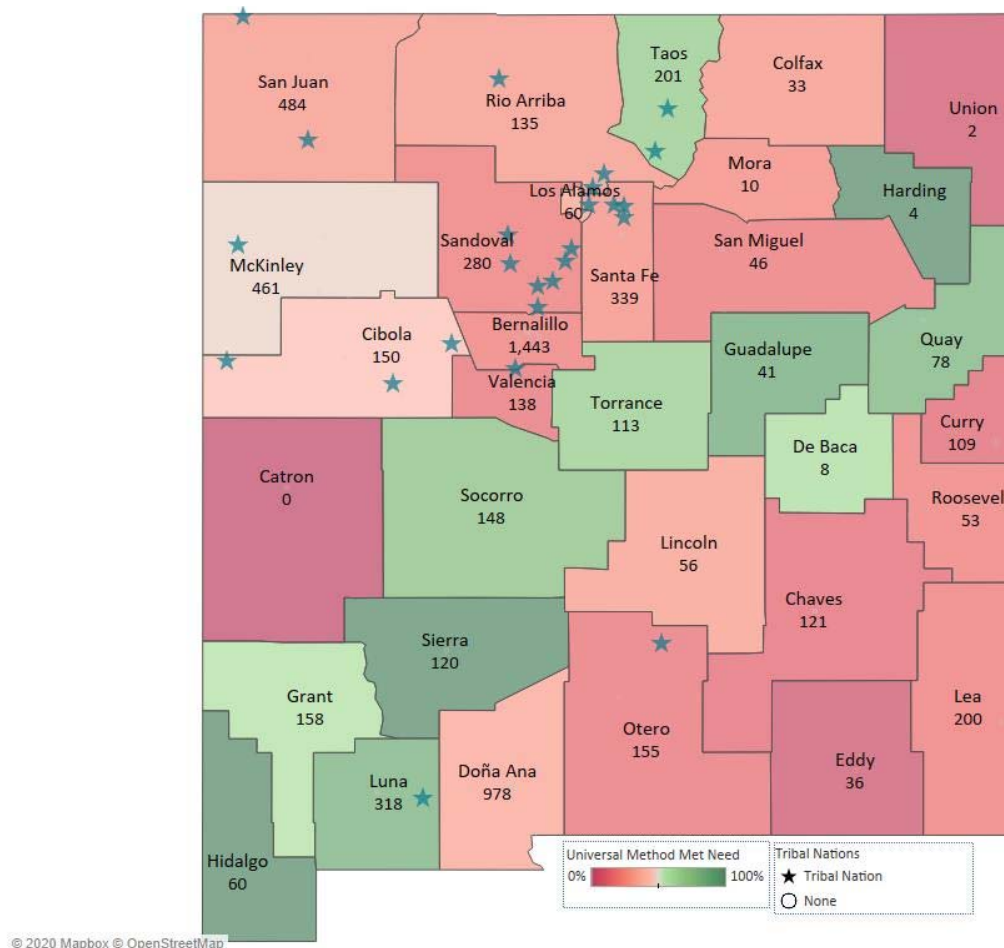 San Juan
484
Rio Arriba
135
Taos
201
Colfax
33
Union
2
Mora
10
Harding
4
Los Alamos
60
McKinley
461
Sandoval
280
Santa Fe
339
San Miguel
46
Cibola
150
Bernalillo
1,443
Valencia
138
Torrance
113
Guadalupe
41
Quay
78
Curry
109
De Baca
8
Roosevel
53
Catron
0
Socorro
148
Lincoln
56
Chaves
121
Sierra
120
Grant
158
Otero
155
Lea
200
Eddy
36
Luna
318
Doña Ana
978
Hidalgo
60
Universal Method Met Need
0% 100%
Tribal Nations
Tribal Nation
None
© 2020 Mapbox © OpenStreetMap